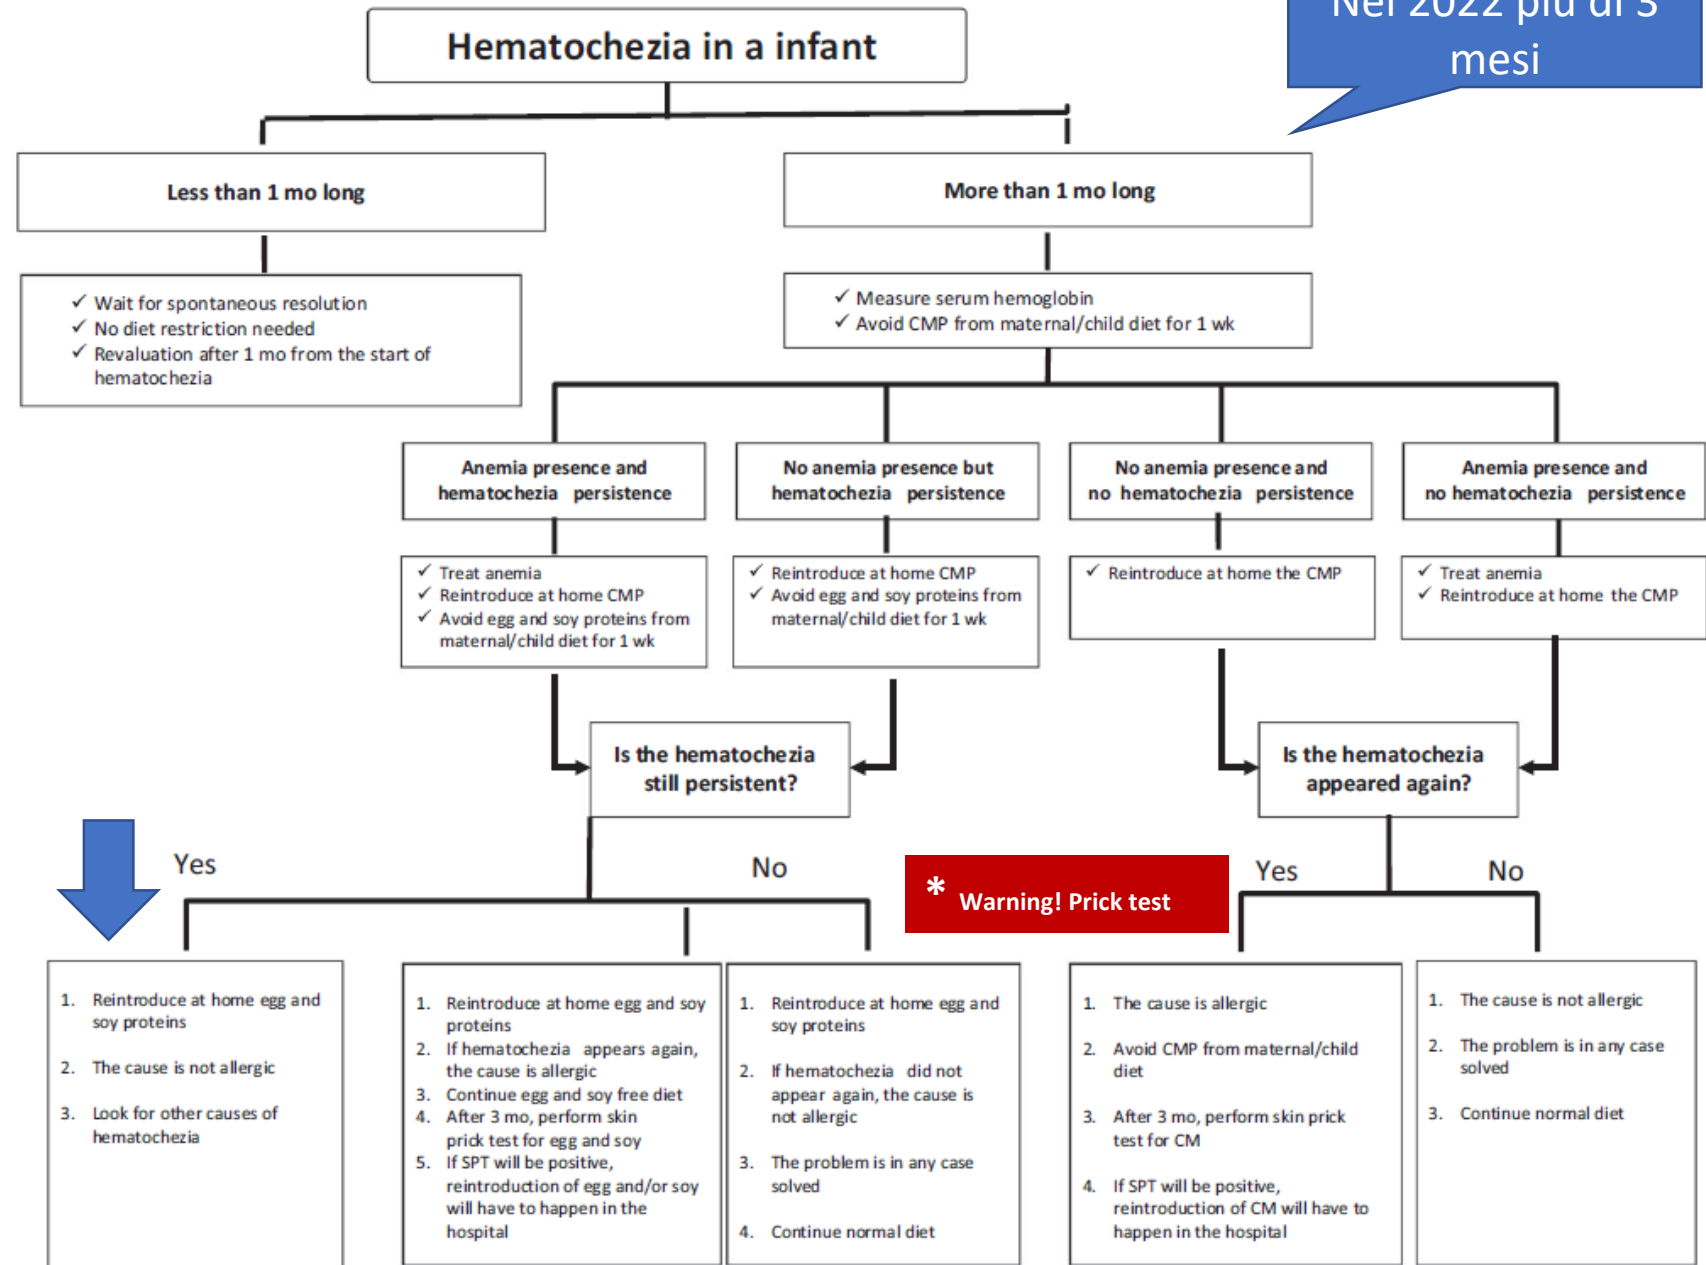 Nel 2022 più di 3
mesi
Hematochezia in a infant
Less than 1 mo long
More than 1 mo long
✓ Wait for spontaneous resolution
✓ No diet restriction needed
✓ Revaluation after 1 mo from the start of
hematochezia
✓ Measure serum hemoglobin
✓ Avoid CMP from maternal/child diet for 1 wk
Anemia presence and
hematochezia persistence
No anemia presence but
hematochezia persistence
No anemia presence and
no hematochezia persistence
Anemia presence and
no hematochezia persistence
✓ Treat anemia
✓ Reintroduce at home CMP
✓ Avoid egg and soy proteins from
maternal/child diet for 1 wk
✓ Reintroduce at home CMP
✓ Avoid egg and soy proteins from
maternal/child diet for 1 wk
✓ Reintroduce at home the CMP
✓ Treat anemia
✓ Reintroduce at home the CMP
Is the hematochezia
still persistent?
Is the hematochezia
appeared again?
Yes
No
* Warning! Prick test
Yes
No
1. Reintroduce at home egg and
soy proteins
2. The cause is not allergic
3. Look for other causes of
hematochezia
1. Reintroduce at home egg and soy
proteins
2. If hematochezia appears again,
the cause is allergic
3. Continue egg and soy free diet
4. After 3 mo, perform skin
prick test for egg and soy
5. If SPT will be positive,
reintroduction of egg and/or soy
will have to happen in the
hospital
1. Reintroduce at home egg and
soy proteins
2. If hematochezia did not
appear again, the cause is
not allergic
3. The problem is in any case
solved
4. Continue normal diet
1. The cause is allergic
2. Avoid CMP from maternal/child
diet
3. After 3 mo, perform skin prick
test for CM
4. If SPT will be positive,
reintroduction of CM will have to
happen in the hospital
1. The cause is not allergic
2. The problem is in any case
solved
3. Continue normal diet